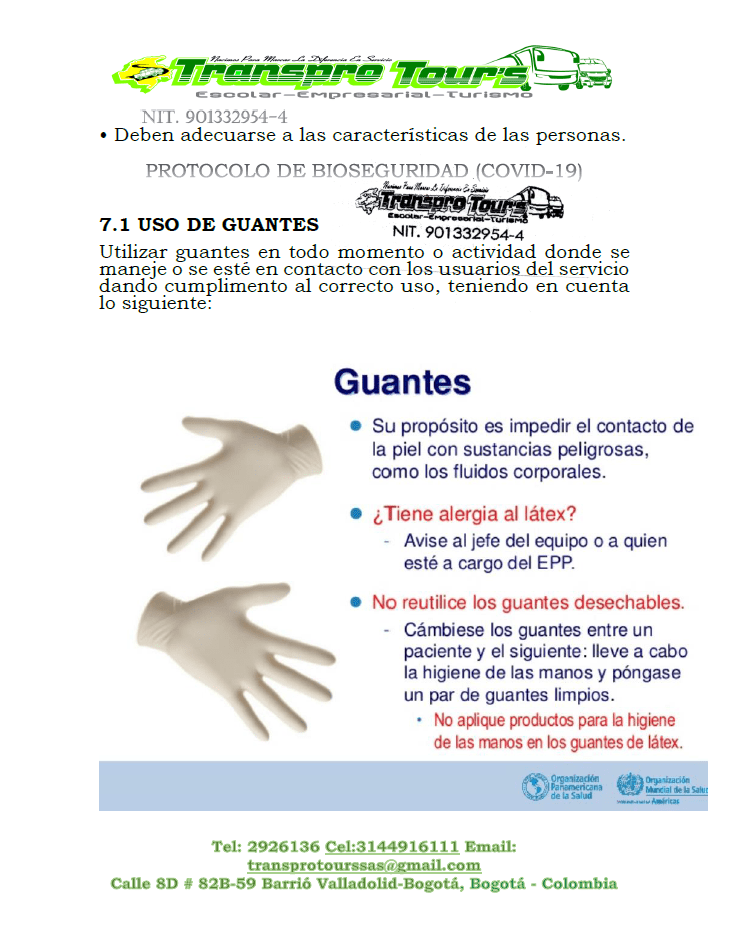 Nacimos Para Marcar La Diferencia En Servicio
Transpro Tour's
Escolar-Empresarial-Turismo
NIT. 901332954-4
• Deben adecuarse a las características de las personas.
PROTOCOLO DE BIOSEGURIDAD (COVID-19)
Nacimos Para Marcar La Diferencia En Servicio
Transpro Tour's
Escolar-Empresarial-Turismo
NIT. 901332954-4
7.1 USO DE GUANTES
Utilizar guantes en todo momento o actividad donde se
maneje o se esté en contacto con los usuarios del servicio
dando cumplimento al correcto uso, teniendo en cuenta
lo siguiente:
Guantes
• Su propósito es impedir el contacto de
la piel con sustancias peligrosas,
como los fluidos corporales.
• ¿Tiene alergia al látex?
- Avise al jefe del equipo o a quien
esté a cargo del EPP.
• No reutilice los guantes desechables.
- Cámbiese los guantes entre un
paciente y el siguiente: lleve a cabo
la higiene de las manos y póngase
un par de guantes limpios.
• No aplique productos para la higiene
de las manos en los guantes de látex.
Organización
Panamericana
de la Salud
Organización
Mundial de la Salud
Américas
Tel: 2926136 Cel:3144916111 Email:
transprotourssas@gmail.com
Calle 8D # 82B-59 Barrió Valladolid-Bogotá, Bogotá - Colombia